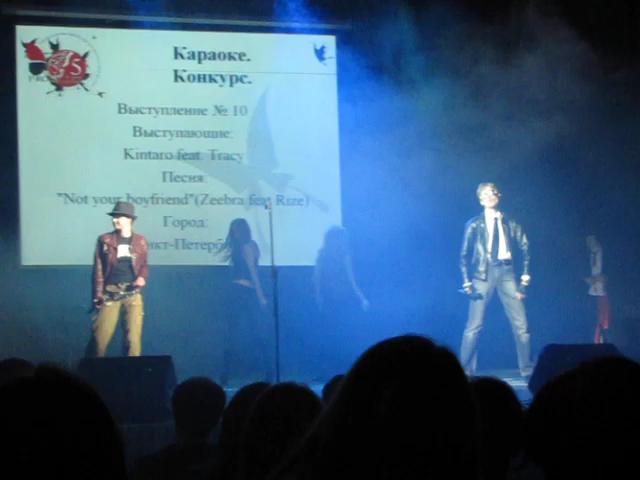 Караоке.
Конкурс.
Выступление № 10
Выступающие:
Kintaro feat. Tracy
Песня:
"Not your boyfriend"(Zeebra feat Rize)
Город: